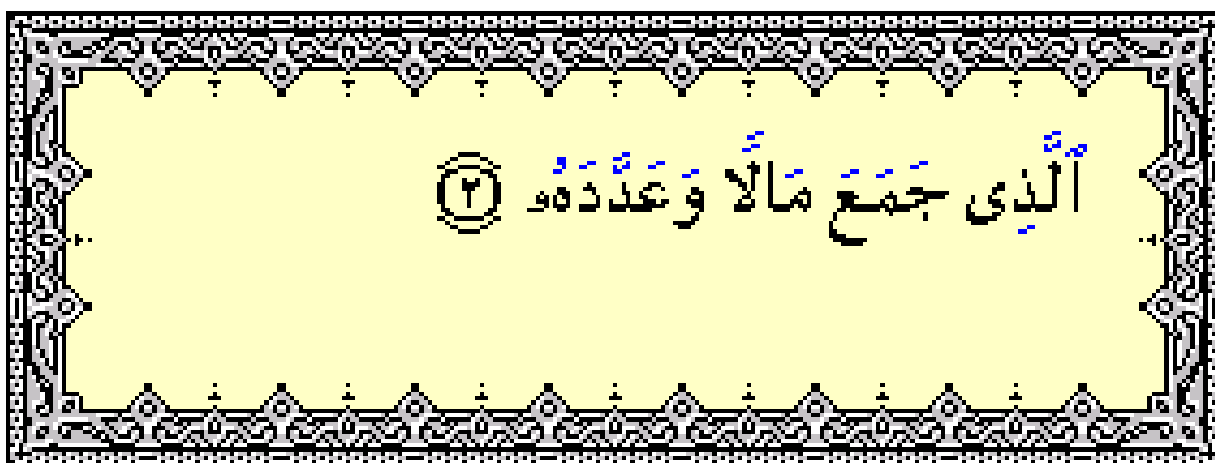 ٱلَّذِى جَمَعَ مَالًا وَعَدَّدَهُۥ ٢